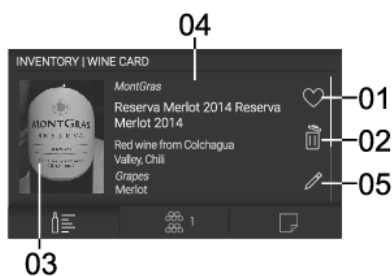 04
INVENTORY | WINE CARD
MontGras
Reserva Merlot 2014 Reserva
Merlot 2014
Red wine from Colchagua
Valley, Chili
Grapes
Merlot
MONTGRAS
RESERVA
MERLOT
01
02
05
03
1